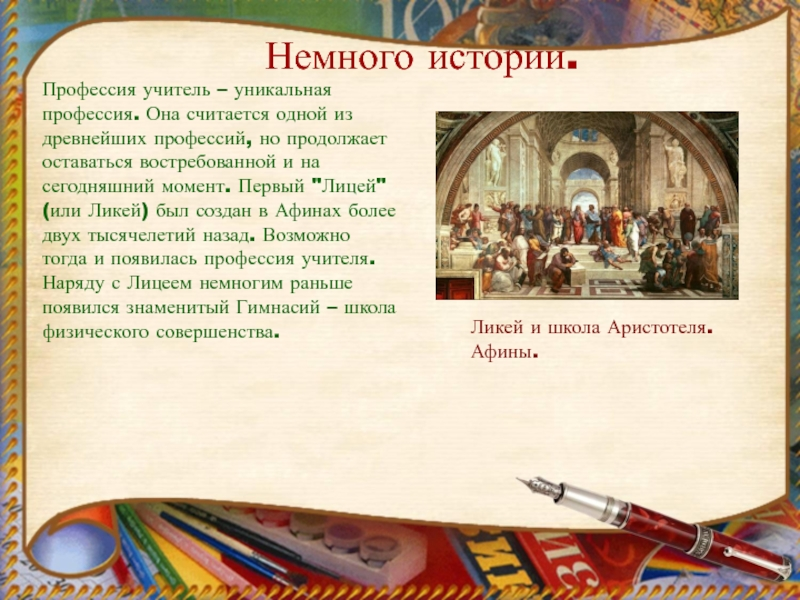 Немного истории.
Профессия учитель – уникальная
профессия. Она считается одной из
древнейших профессий, но продолжает
оставаться востребованной и на
сегодняшний момент. Первый "Лицей"
(или Ликей) был создан в Афинах более
двух тысячелетий назад. Возможно
тогда и появилась профессия учителя.
Наряду с Лицеем немногим раньше
появился знаменитый Гимнасий – школа
физического совершенства.
Ликей и школа Аристотеля.
Афины.